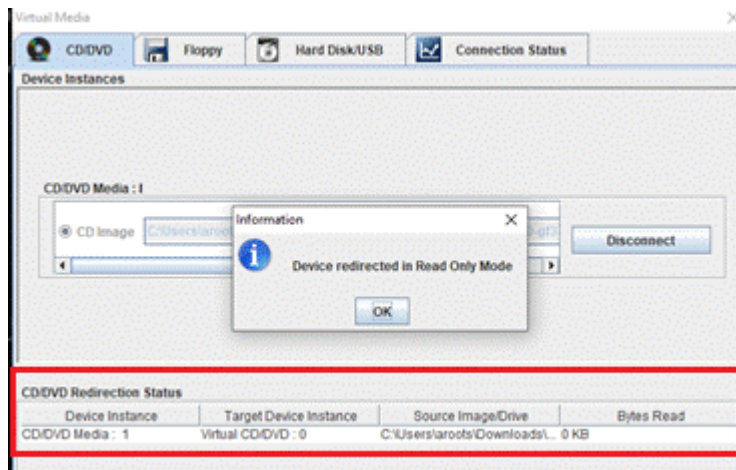 Virtual Media
CD/DVD Floppy Hard Disk/USB Connection Status
Device Instances
CD/DVD Media : I
CD Image
Information
Device redirected in Read Only Mode
OK
Disconnect
CD/DVD Redirection Status
Device Instance Target Device Instance Source Image/Drive Bytes Read
CD/DVD Media : 1 Virtual CD/DVD : 0 C:\Users\aroots\Downloads\... 0 KB